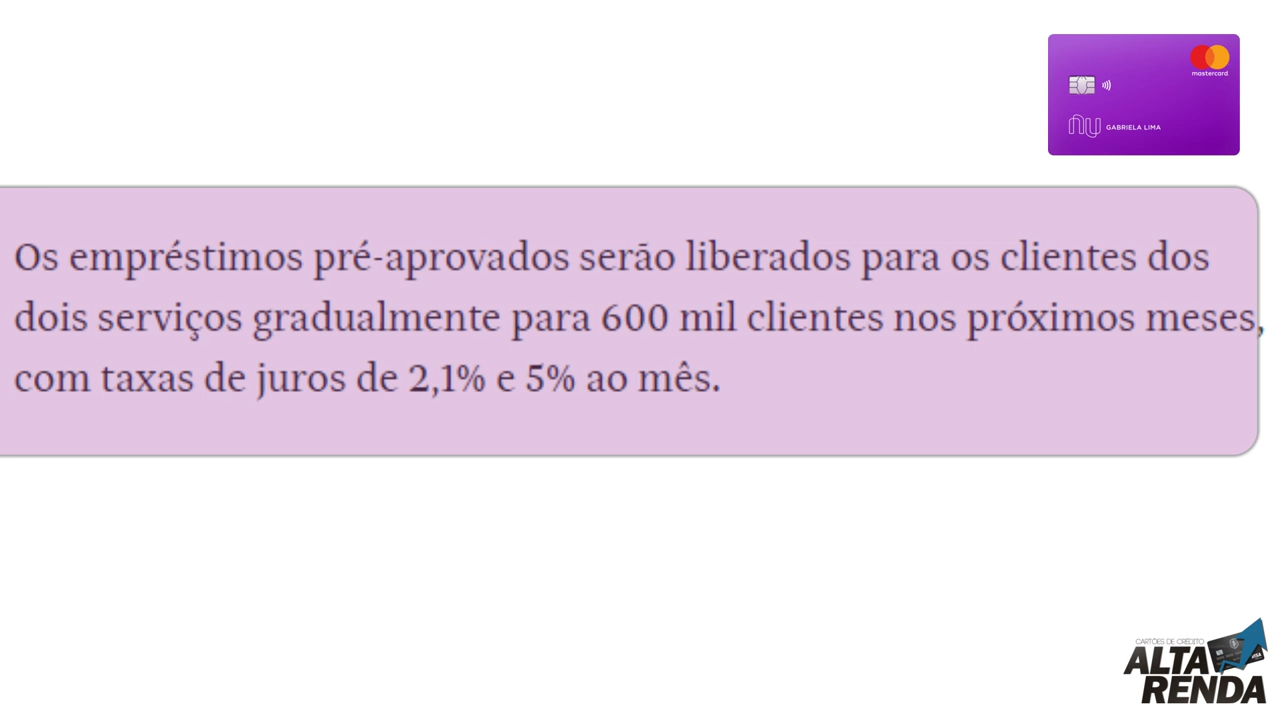 mastercard
nu GABRIELA LIMA
Os empréstimos pré-aprovados serão liberados para os clientes dos
dois serviços gradualmente para 600 mil clientes nos próximos meses,
com taxas de juros de 2,1% e 5% ao mês.
CARTÕES DE CRÉDITO
ALTA
RENDA
VISA